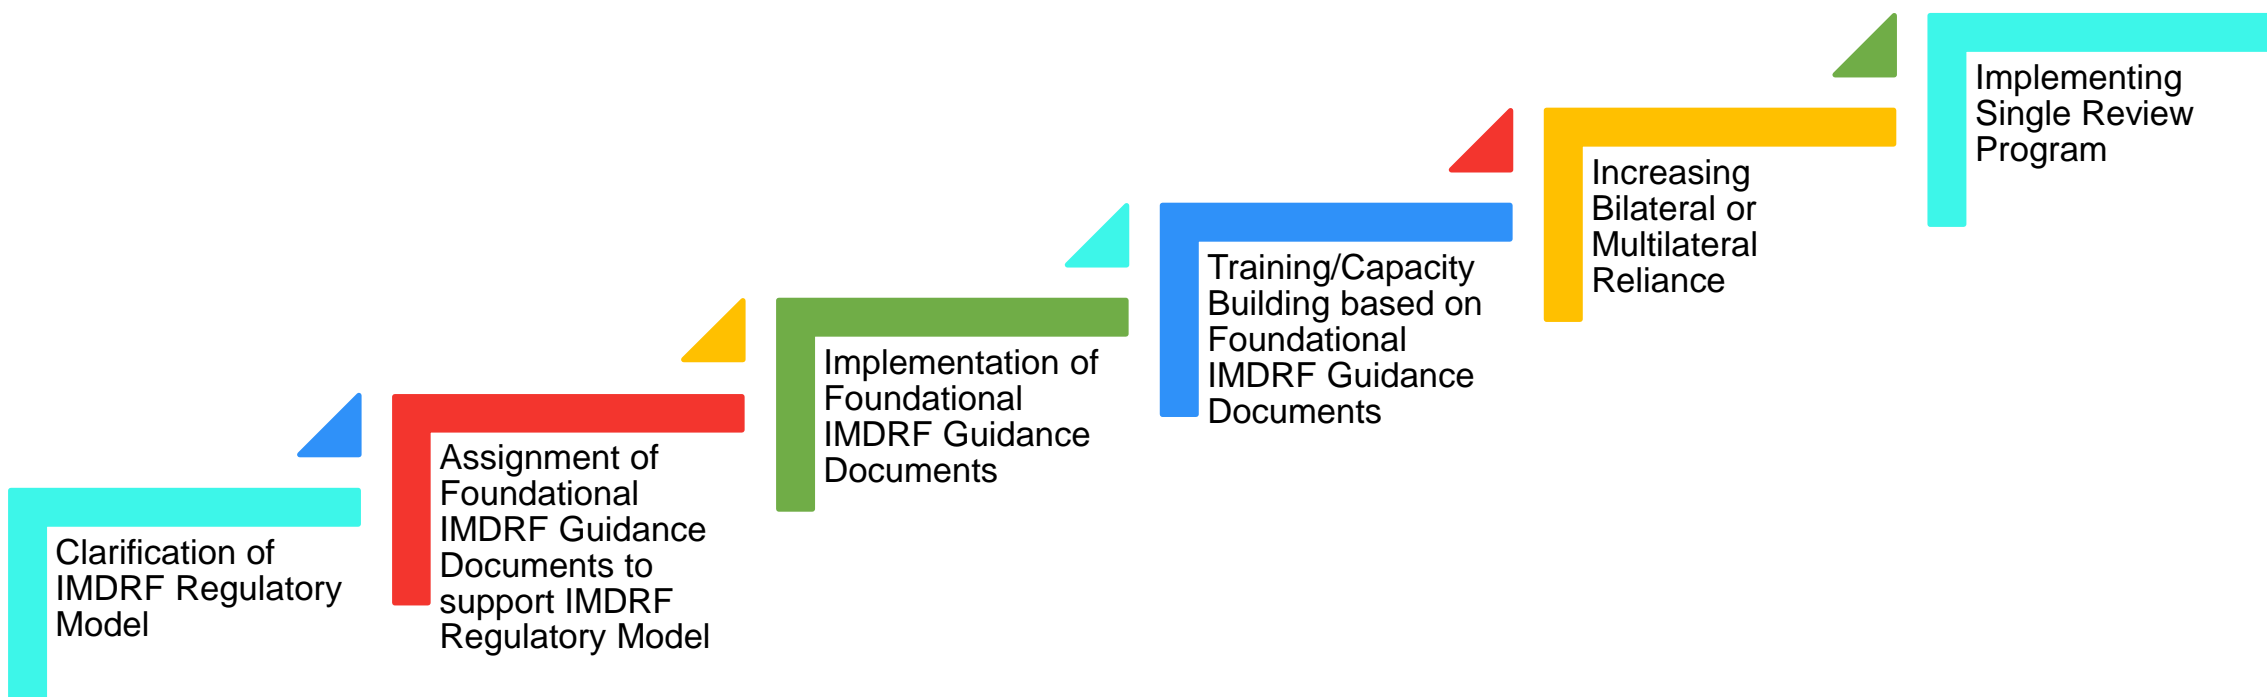 Clarification of
IMDRF Regulatory
Model
Assignment of
Foundational
IMDRF Guidance
Documents to
support IMDRF
Regulatory Model
Implementation of
Foundational
IMDRF Guidance
Documents
Training/Capacity
Building based on
Foundational
IMDRF Guidance
Documents
Increasing
Bilateral or
Multilateral
Reliance
Implementing
Single Review
Program